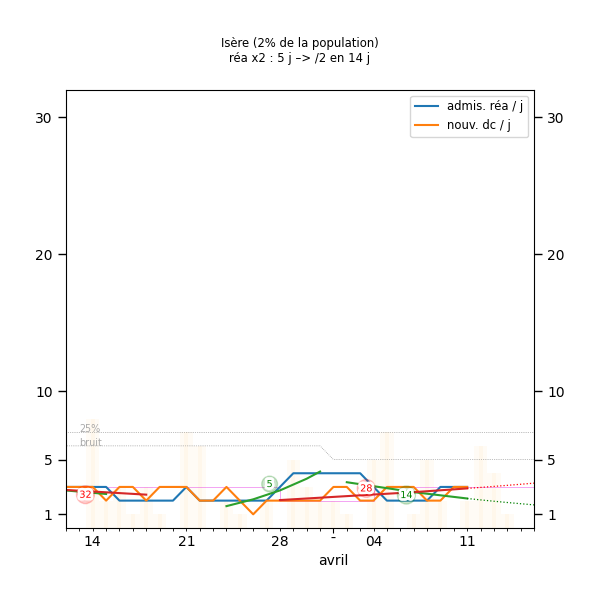 Isère (2% de la population)
réa x2 : 5 j –> /2 en 14 j
admis. réa / j
nouv. dc / j
30 30
20 20
10 10
25%
bruit
5 5
5
32 28 14
1 1
14 21 28 - 04 11
avril